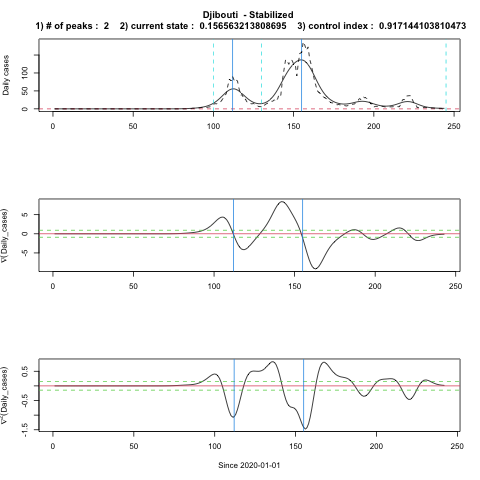 Djibouti - Stabilized
1) # of peaks : 2 2) current state : 0.156563213808695 3) control index : 0.917144103810473
Daily cases
0 50 100
0 50 100 150 200 250
∇(Daily_cases)
-5 0 5
0 50 100 150 200 250
∇²(Daily_cases)
-1.5 -0.5 0.5
0 50 100 150 200 250
Since 2020-01-01